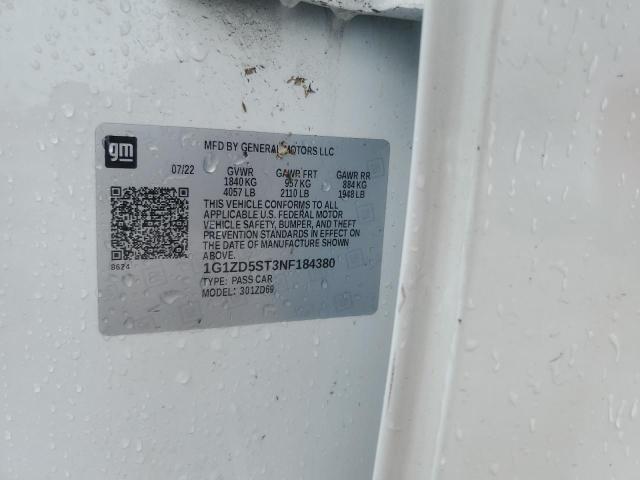 gm
MFD BY GENERAL MOTORS LLC
07/22 GVWR GAWR FRT GAWR RR
1840 KG 957 KG 884 KG
4057 LB 2110 LB 1948 LB
THIS VEHICLE CONFORMS TO ALL
APPLICABLE U.S. FEDERAL MOTOR
VEHICLE SAFETY, BUMPER, AND THEFT
PREVENTION STANDARDS IN EFFECT ON
THE DATE OF MANUFACTURE SHOWN
ABOVE.
8624
1G1ZD5ST3NF184380
TYPE: PASS CAR
MODEL: 301ZD69